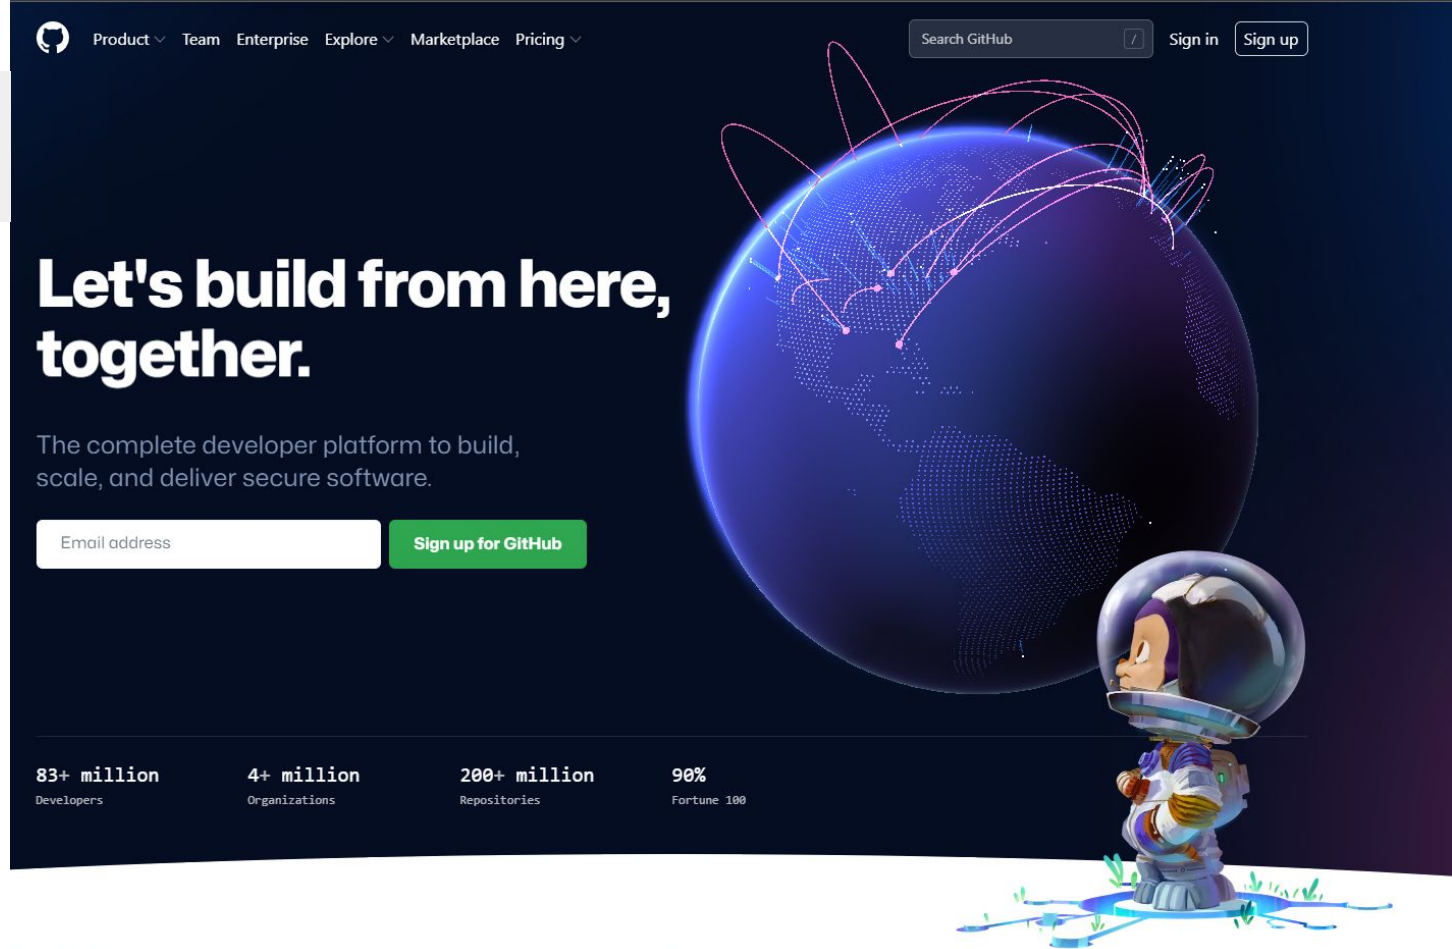 Product Team Enterprise Explore Marketplace Pricing Search GitHub / Sign in Sign up
Let's build from here,
together.
The complete developer platform to build,
scale, and deliver secure software.
Email address Sign up for GitHub
83+ million 4+ million 200+ million 90%
Developers Organizations Repositories Fortune 100